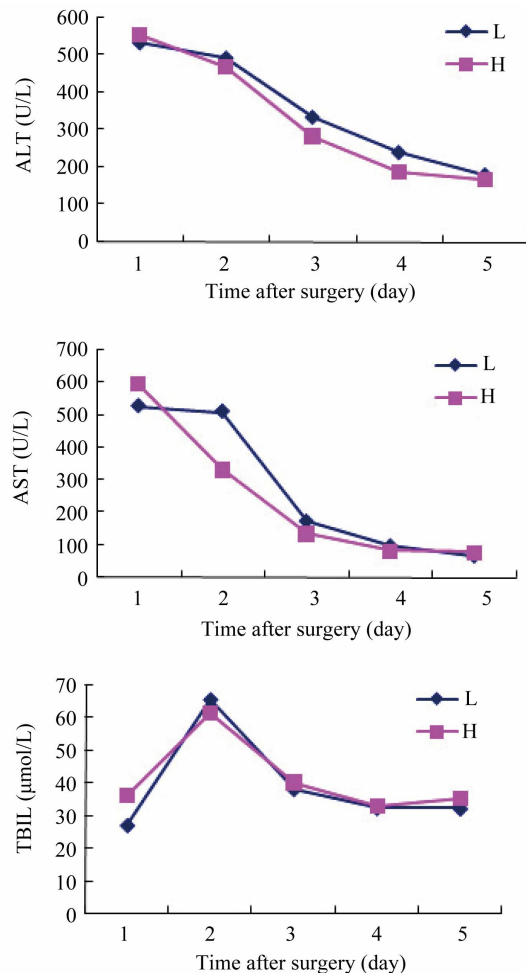 600
500
400
300
200
100
0
ALT (U/L)
L
H
1 2 3 4 5
Time after surgery (day)
700
600
500
400
300
200
100
0
AST (U/L)
L
H
1 2 3 4 5
Time after surgery (day)
70
60
50
40
30
20
10
0
TBIL (μmol/L)
L
H
1 2 3 4 5
Time after surgery (day)